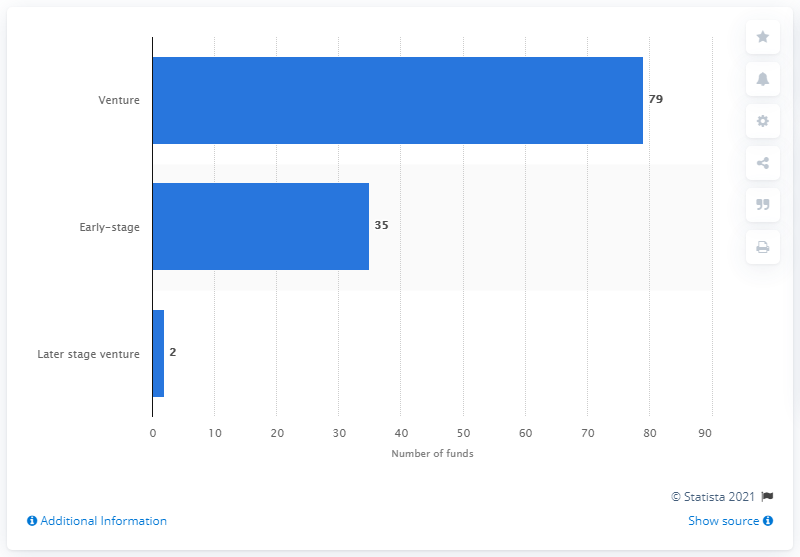 Venture
79
Early-stage
35
Later stage venture
2
0 10 20 30 40 50 60 70 80 90
Number of funds
© Statista 2021
Additional Information
Show source